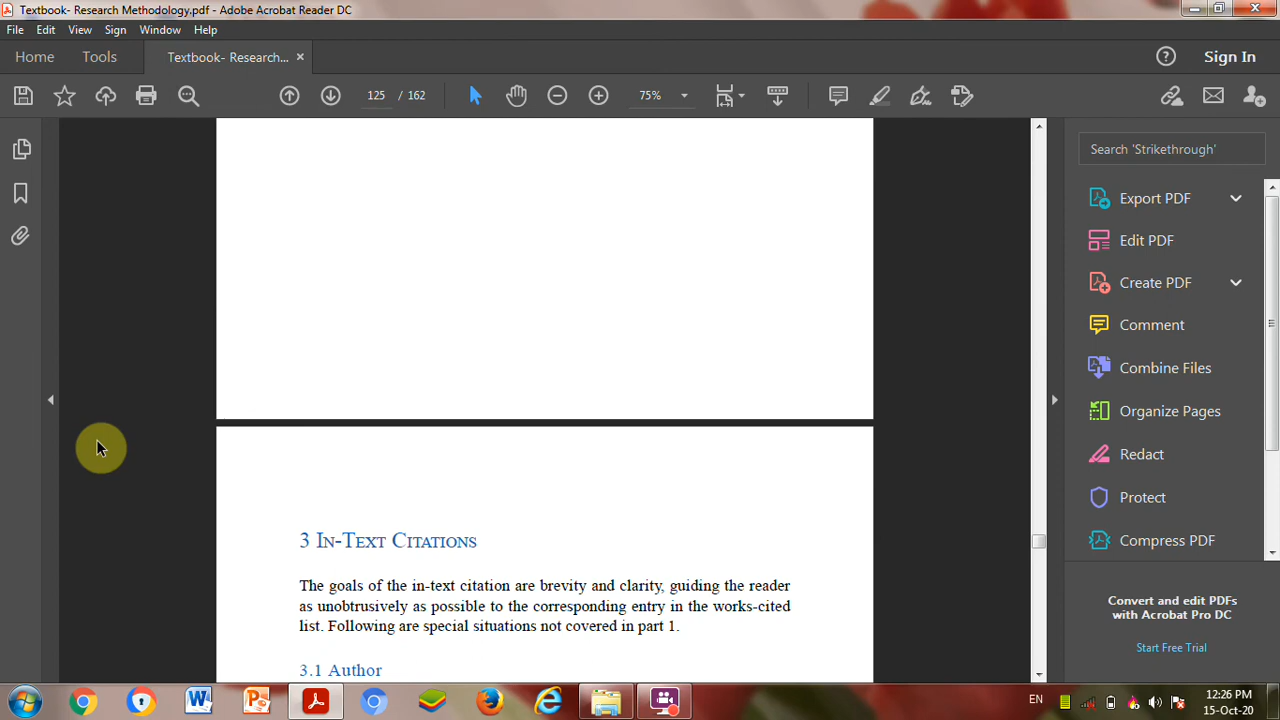 Textbook- Research Methodology.pdf - Adobe Acrobat Reader DC
File Edit View Sign Window Help
Home Tools Textbook- Research... × Sign In
125 / 162 75%
Search 'Strikethrough'
Export PDF
Edit PDF
Create PDF
Comment
Combine Files
Organize Pages
Redact
Protect
Compress PDF
Convert and edit PDFs
with Acrobat Pro DC
Start Free Trial
3 IN-TEXT CITATIONS
The goals of the in-text citation are brevity and clarity, guiding the reader
as unobtrusively as possible to the corresponding entry in the works-cited
list. Following are special situations not covered in part 1.
3.1 Author
EN
12:26 PM
15-Oct-20